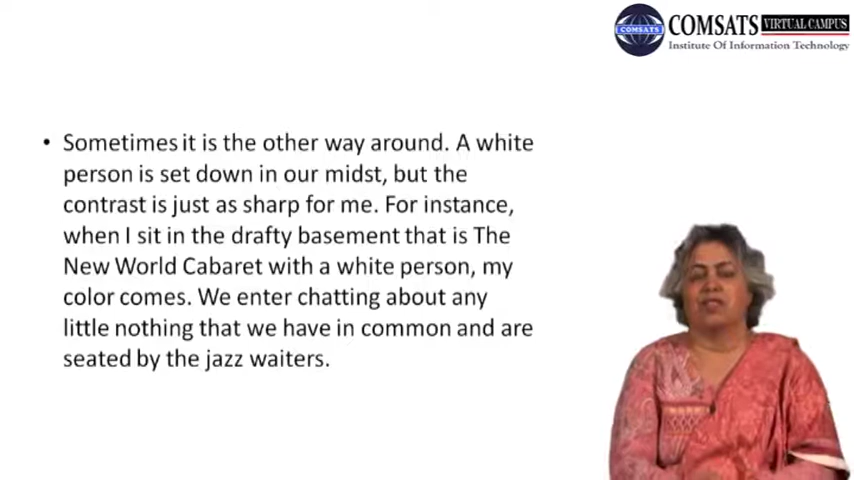 COMSATS
COMSATS VIRTUAL CAMPUS
Institute Of Information Technology
• Sometimes it is the other way around. A white
person is set down in our midst, but the
contrast is just as sharp for me. For instance,
when I sit in the drafty basement that is The
New World Cabaret with a white person, my
color comes. We enter chatting about any
little nothing that we have in common and are
seated by the jazz waiters.